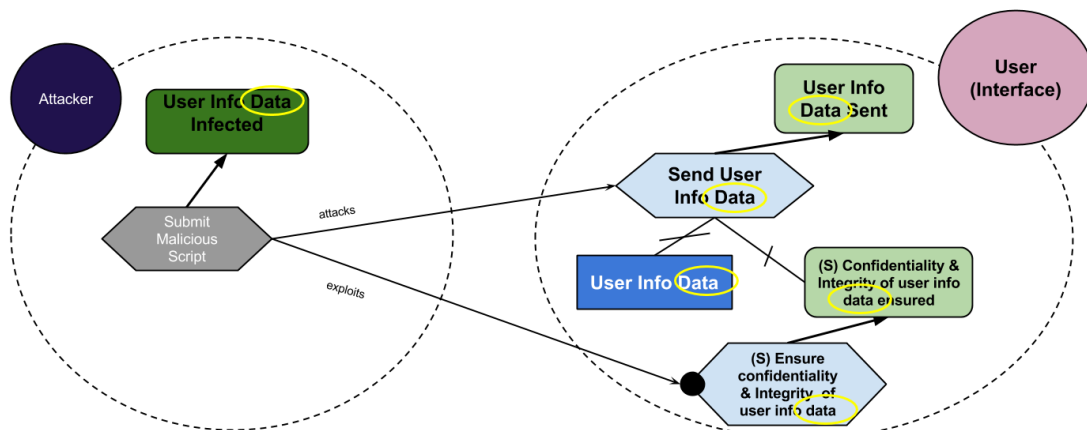 Attacker
User Info Data
Infected
Submit
Malicious
Script
attacks
exploits
User
(Interface)
User Info
Data Sent
Send User
Info Data
User Info Data
(S) Confidentiality &
Integrity of user info
data ensured
(S) Ensure
confidentiality
& Integrity of
user info data